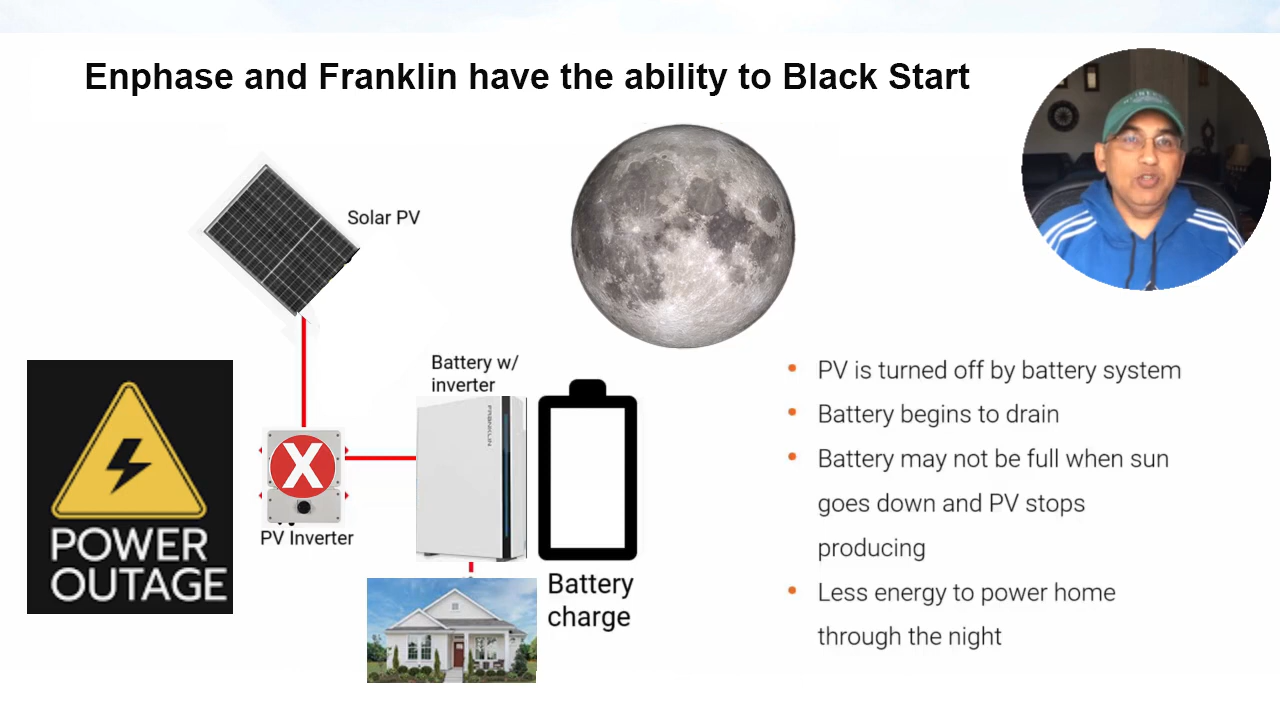 Enphase and Franklin have the ability to Black Start
Solar PV
Battery w/
inverter
FRANKLIN
PV Inverter
POWER
OUTAGE
Battery
charge
PV is turned off by battery system
Battery begins to drain
Battery may not be full when sun
goes down and PV stops
producing
Less energy to power home
through the night
X